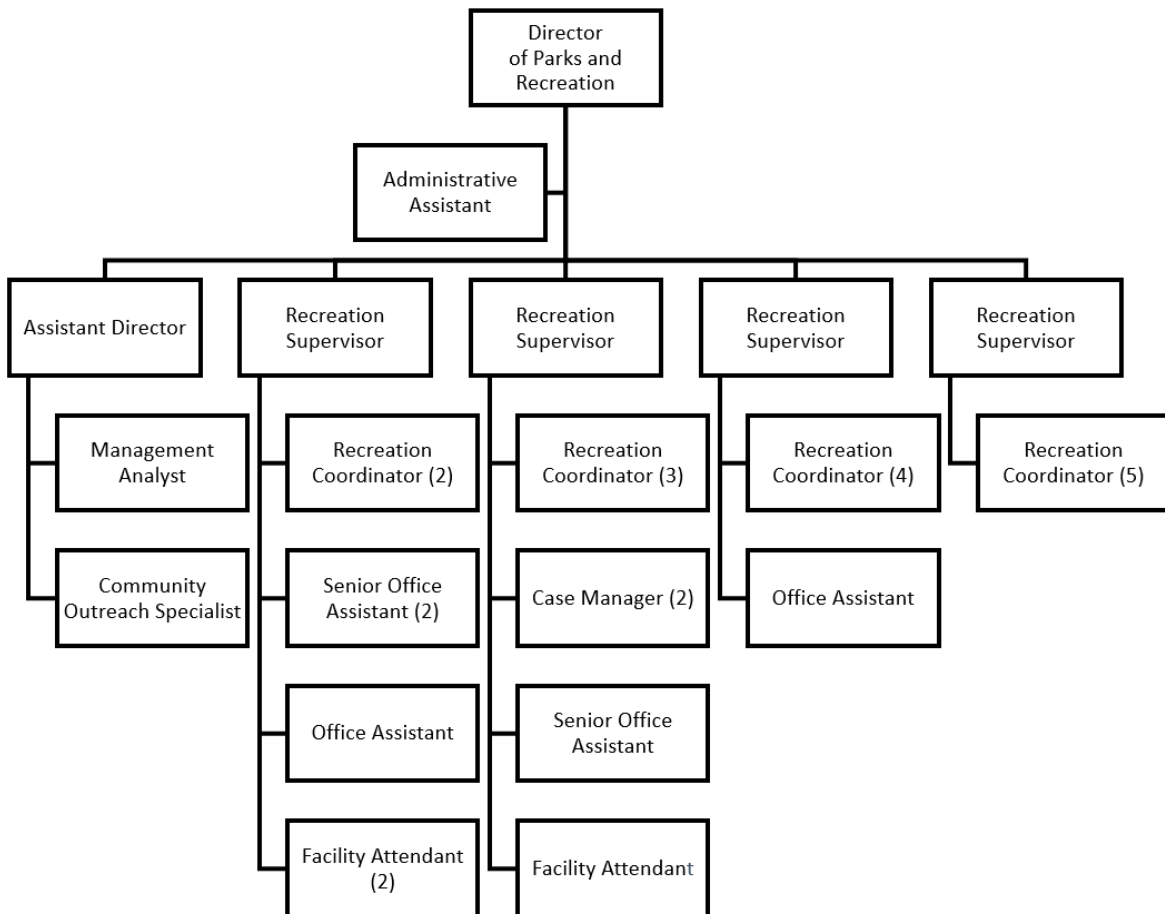 Director
of Parks and
Recreation
Administrative
Assistant
Assistant Director
Recreation
Supervisor
Recreation
Supervisor
Recreation
Supervisor
Recreation
Supervisor
Management
Analyst
Community
Outreach Specialist
Recreation
Coordinator (2)
Senior Office
Assistant (2)
Office Assistant
Facility Attendant
(2)
Recreation
Coordinator (3)
Case Manager (2)
Senior Office
Assistant
Facility Attendant
Recreation
Coordinator (4)
Office Assistant
Recreation
Coordinator (5)